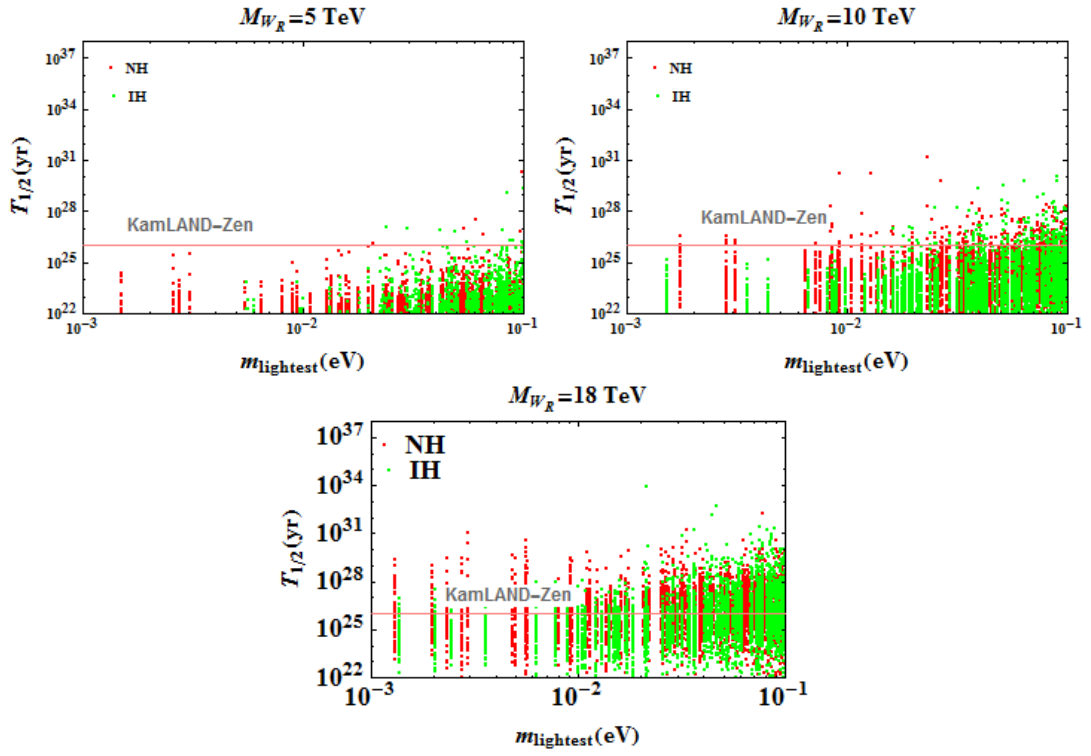 M_{W_R}=5 TeV
T_{1/2}(yr)
10^37
10^34
10^31
10^28
10^25
10^22
NH
IH
KamLAND–Zen
10^−3
10^−2
10^−1
m_lightest(eV)
M_{W_R}=10 TeV
T_{1/2}(yr)
10^37
10^34
10^31
10^28
10^25
10^22
NH
IH
KamLAND–Zen
10^−3
10^−2
10^−1
m_lightest(eV)
M_{W_R}=18 TeV
T_{1/2}(yr)
10^37
10^34
10^31
10^28
10^25
10^22
NH
IH
KamLAND–Zen
10^−3
10^−2
10^−1
m_lightest(eV)